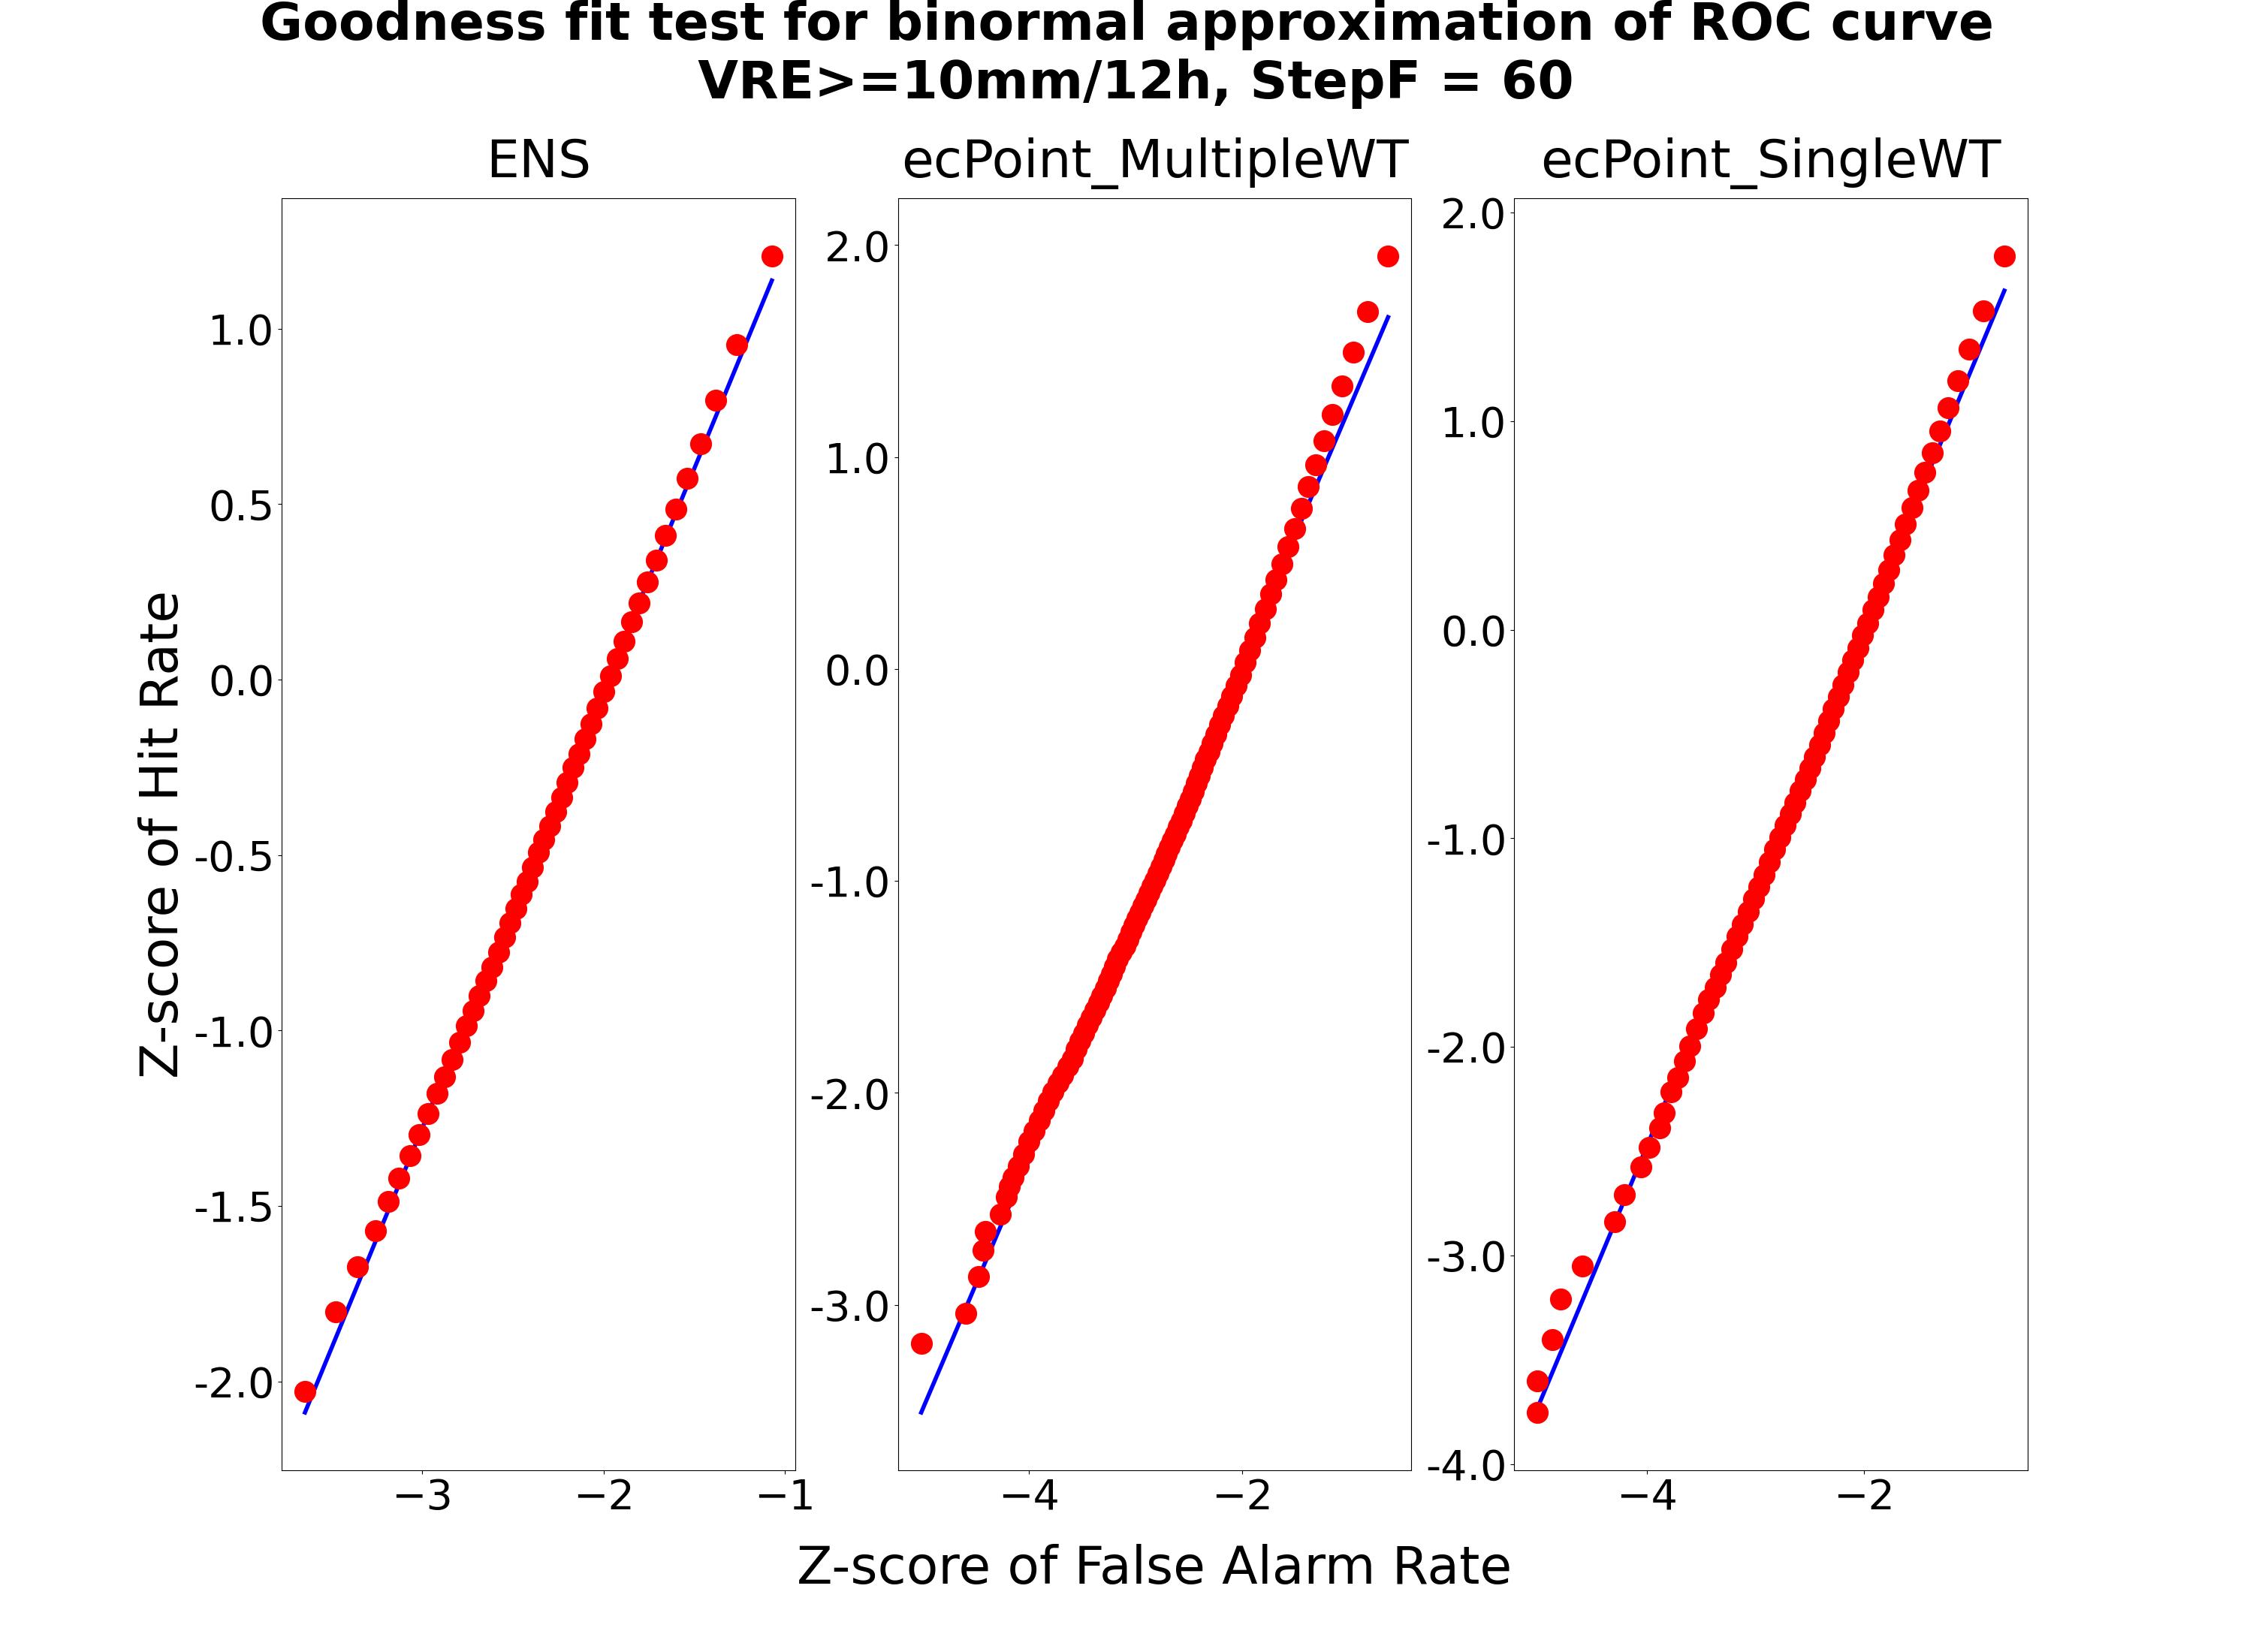 Goodness fit test for binormal approximation of ROC curve
VRE>=10mm/12h, StepF = 60
ENS
ecPoint_MultipleWT
ecPoint_SingleWT
Z-score of Hit Rate
1.0
0.5
0.0
-0.5
-1.0
-1.5
-2.0
−3 −2 −1
2.0
1.0
0.0
-1.0
-2.0
-3.0
−4 −2
2.0
1.0
0.0
-1.0
-2.0
-3.0
-4.0
−4 −2
Z-score of False Alarm Rate